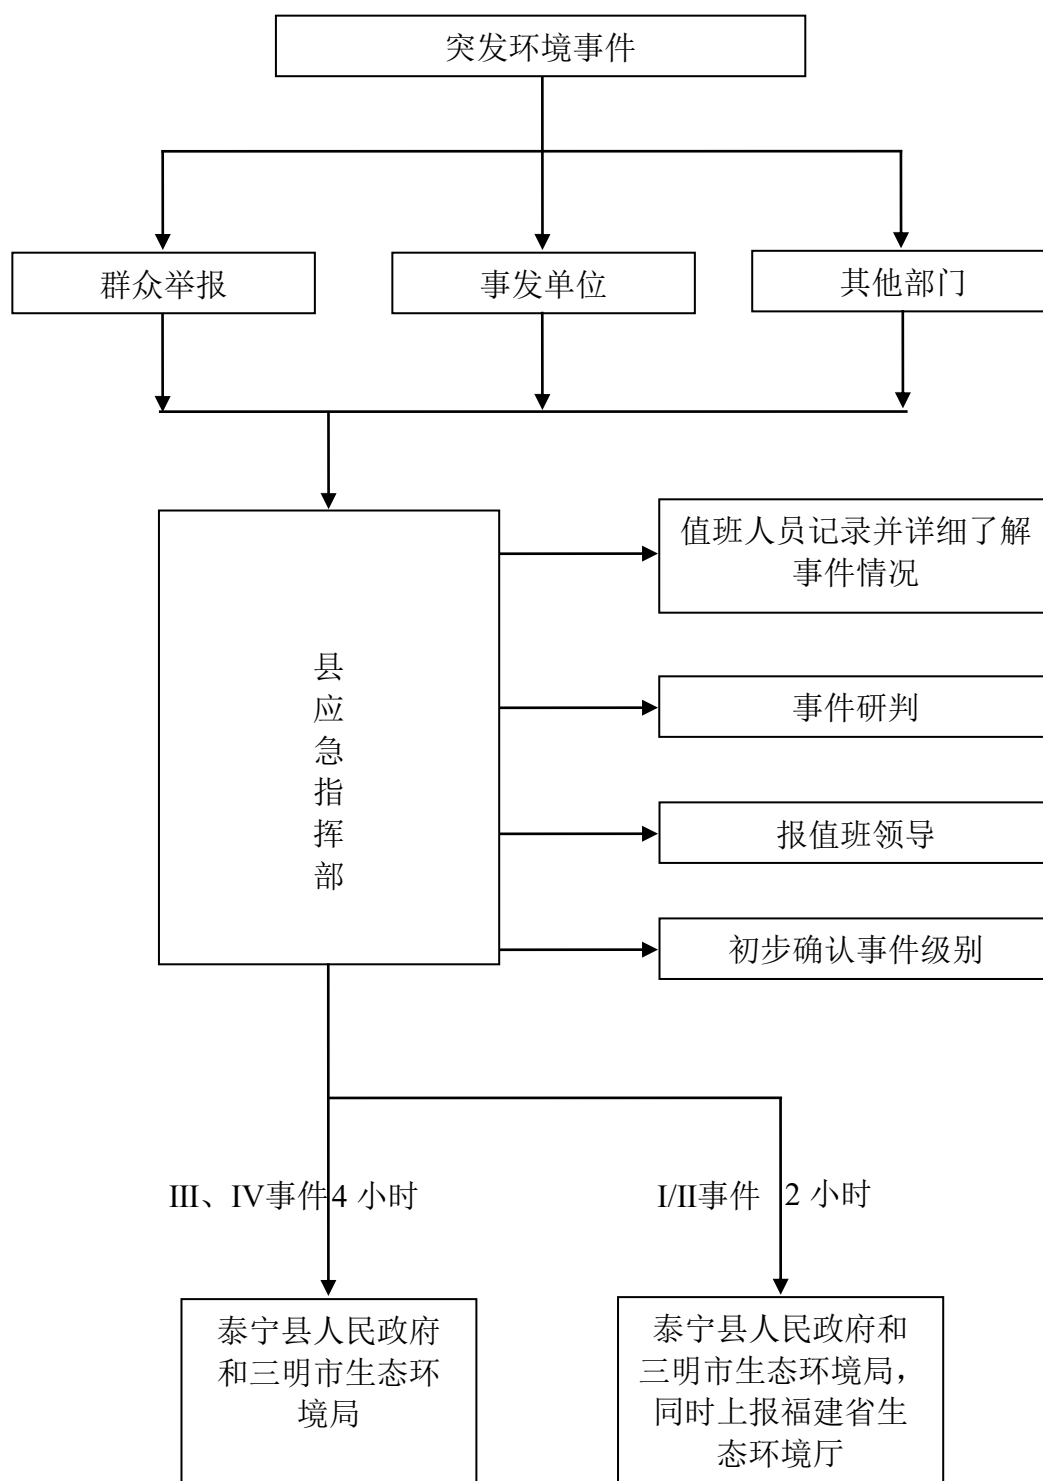 突发环境事件
群众举报
事发单位
其他部门
值班人员记录并详细了解
事件情况
县
应
急
指
挥
部
事件研判
报值班领导
初步确认事件级别
III、IV事件 4 小时
I/II事件 2 小时
泰宁县人民政府
和三明市生态环
境局
泰宁县人民政府和
三明市生态环境局，
同时上报福建省生
态环境厅